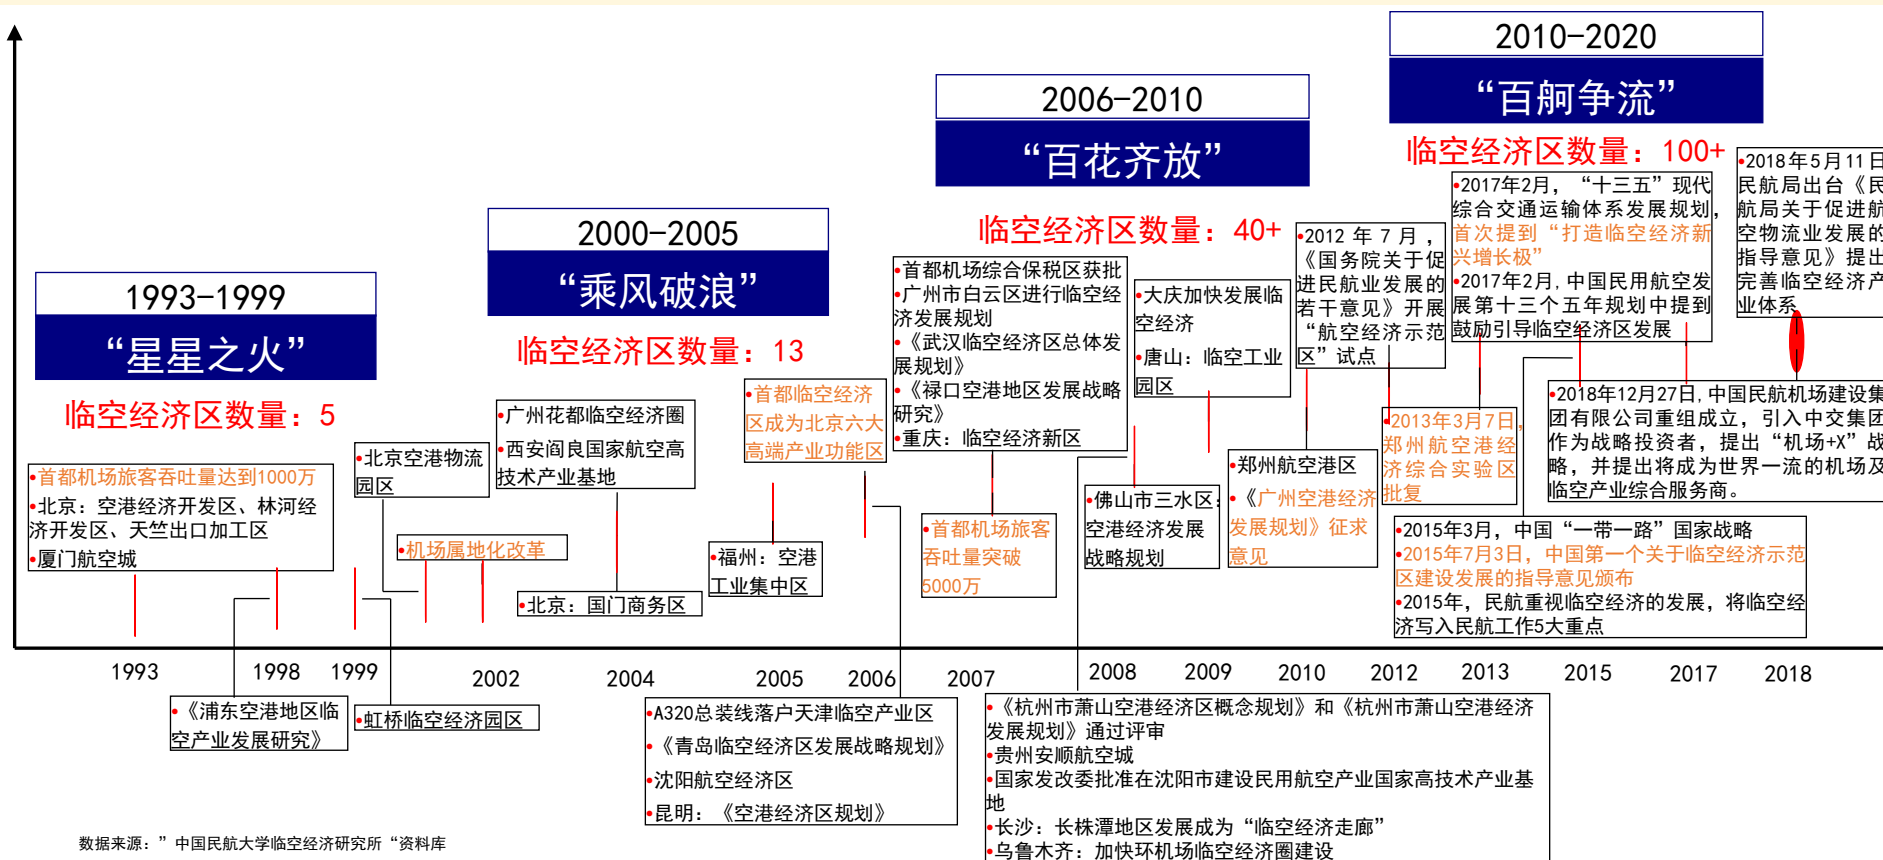 1993-1999
“星星之火”
临空经济区数量：5
•首都机场旅客吞吐量达到1000万
•北京：空港经济开发区、林河经
济开发区、天竺出口加工区
•厦门航空城
2000-2005
“乘风破浪”
临空经济区数量：13
•北京空港物流
园区
•机场属地化改革
•广州花都临空经济圈
•西安阎良国家航空高
技术产业基地
•北京：国门商务区
•首都临空经济
区成为北京六大
高端产业功能区
•福州：空港
工业集中区
2006-2010
“百花齐放”
临空经济区数量：40+
•首都机场综合保税区获批
•广州市白云区进行临空经
济发展规划
•《武汉临空经济区总体发
展规划》
•《禄口空港地区发展战略
研究》
•重庆：临空经济新区
•首都机场旅客
吞吐量突破
5000万
•大庆加快发展临
空经济
•唐山：临空工业
园区
•佛山市三水区：
空港经济发展
战略规划
•郑州航空港区
•《广州空港经济
发展规划》征求
意见
2010-2020
“百舸争流”
临空经济区数量：100+
•2012年7月，
《国务院关于促
进民航业发展的
若干意见》开展
“航空经济示范
区”试点
•2013年3月7日，
郑州航空港经
济综合实验区
批复
•2017年2月，“十三五”现代
综合交通运输体系发展规划，
首次提到“打造临空经济新
兴增长极”
•2017年2月，中国民用航空发
展第十三个五年规划中提到
鼓励引导临空经济区发展
•2018年5月11日
民航局出台《民
航局关于促进航
空物流业发展的
指导意见》提出
完善临空经济产
业体系
•2018年12月27日，中国民航机场建设集
团有限公司重组成立，引入中交集团
作为战略投资者，提出“机场+X”战
略，并提出将成为世界一流的机场及
临空产业综合服务商。
•2015年3月，中国“一带一路”国家战略
•2015年7月3日，中国第一个关于临空经济示范
区建设发展的指导意见颁布
•2015年，民航重视临空经济的发展，将临空经
济写入民航工作5大重点
1993 1998 1999 2002 2004 2005 2006 2007 2008 2009 2010 2012 2013 2015 2017 2018
•《浦东空港地区临
空产业发展研究》
•虹桥临空经济园区
•A320总装线落户天津临空产业区
•《青岛临空经济区发展战略规划》
•沈阳航空经济区
•昆明：《空港经济区规划》
•《杭州市萧山空港经济区概念规划》和《杭州市萧山空港经济
发展规划》通过评审
•贵州安顺航空城
•国家发改委批准在沈阳市建设民用航空产业国家高技术产业基
地
•长沙：长株潭地区发展成为“临空经济走廊”
•乌鲁木齐：加快环机场临空经济圈建设
数据来源：”中国民航大学临空经济研究所“资料库